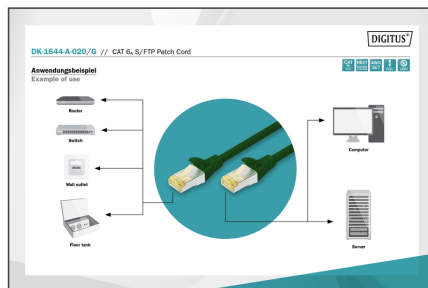 DIGITUS®
DK-1644-A-020/G // CAT 6A S/FTP Patch Cord
Anwendungsbeispiel
Example of use
Router
Switch
Wall outlet
Floor tank
Computer
Server